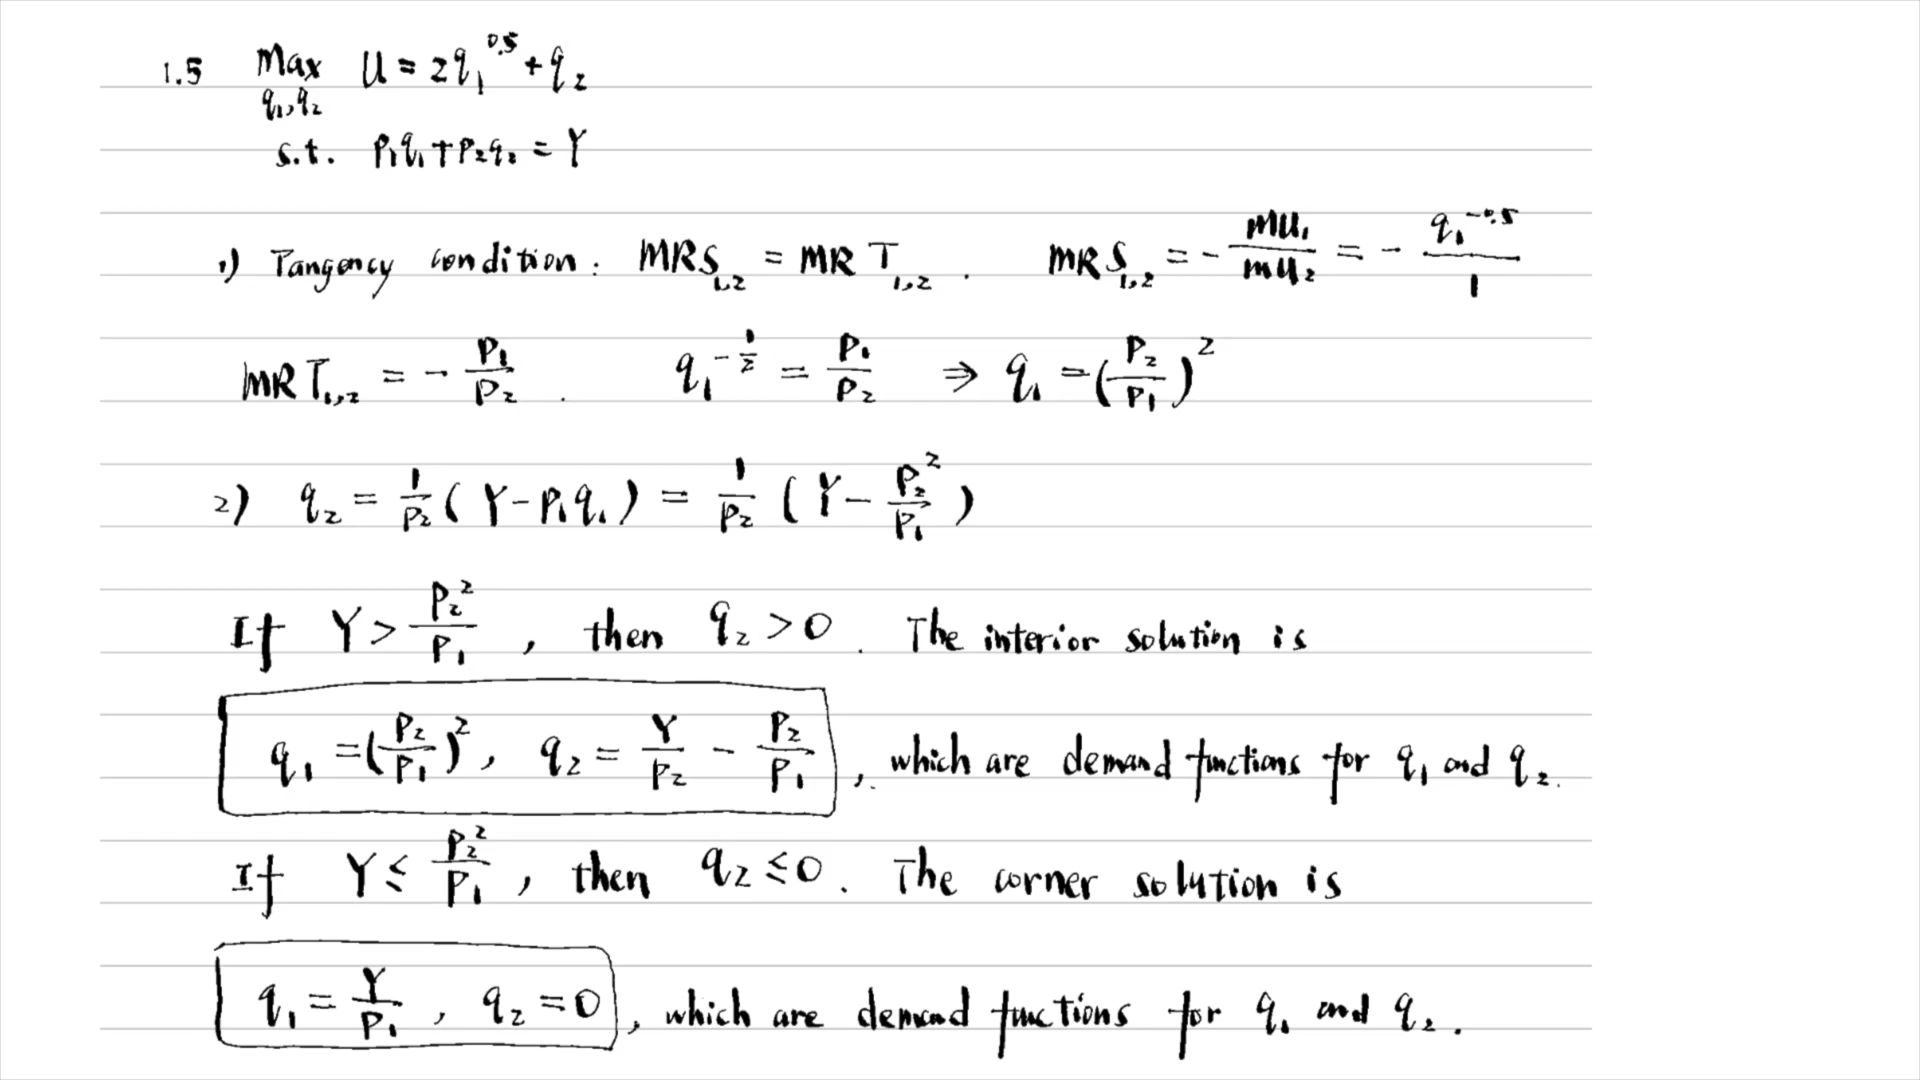 1.5 Max U = 2q₁^0.5 + q₂
q₁,q₂
s.t. P₁q₁ + P₂q₂ = Y
1) Tangency condition: MRS₁,₂ = MRT₁,₂. MRS₁,₂ = - MU₁/MU₂ = - q₁^-0.5/1
MRT₁,₂ = - P₁/P₂. q₁^-1/2 = P₁/P₂ ⇒ q₁ = (P₂/P₁)²
2) q₂ = 1/P₂ (Y - P₁q₁) = 1/P₂ (Y - P₂²/P₁)
If Y > P₂²/P₁, then q₂ > 0. The interior solution is
q₁ = (P₂/P₁)², q₂ = Y/P₂ - P₂/P₁, which are demand functions for q₁ and q₂.
If Y ≤ P₂²/P₁, then q₂ ≤ 0. The corner solution is
q₁ = Y/P₁, q₂ = 0, which are demand functions for q₁ and q₂.